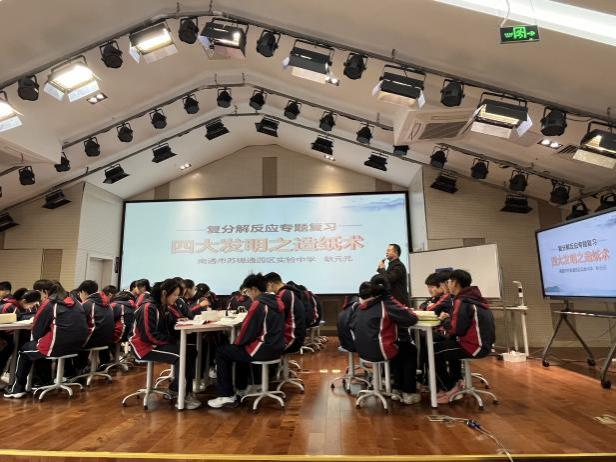 ——复分解反应专题复习
四大发明之造纸术
南通市苏锡通园区实验中学 耿元元
复分解反应专题复习
四大发明之造纸术